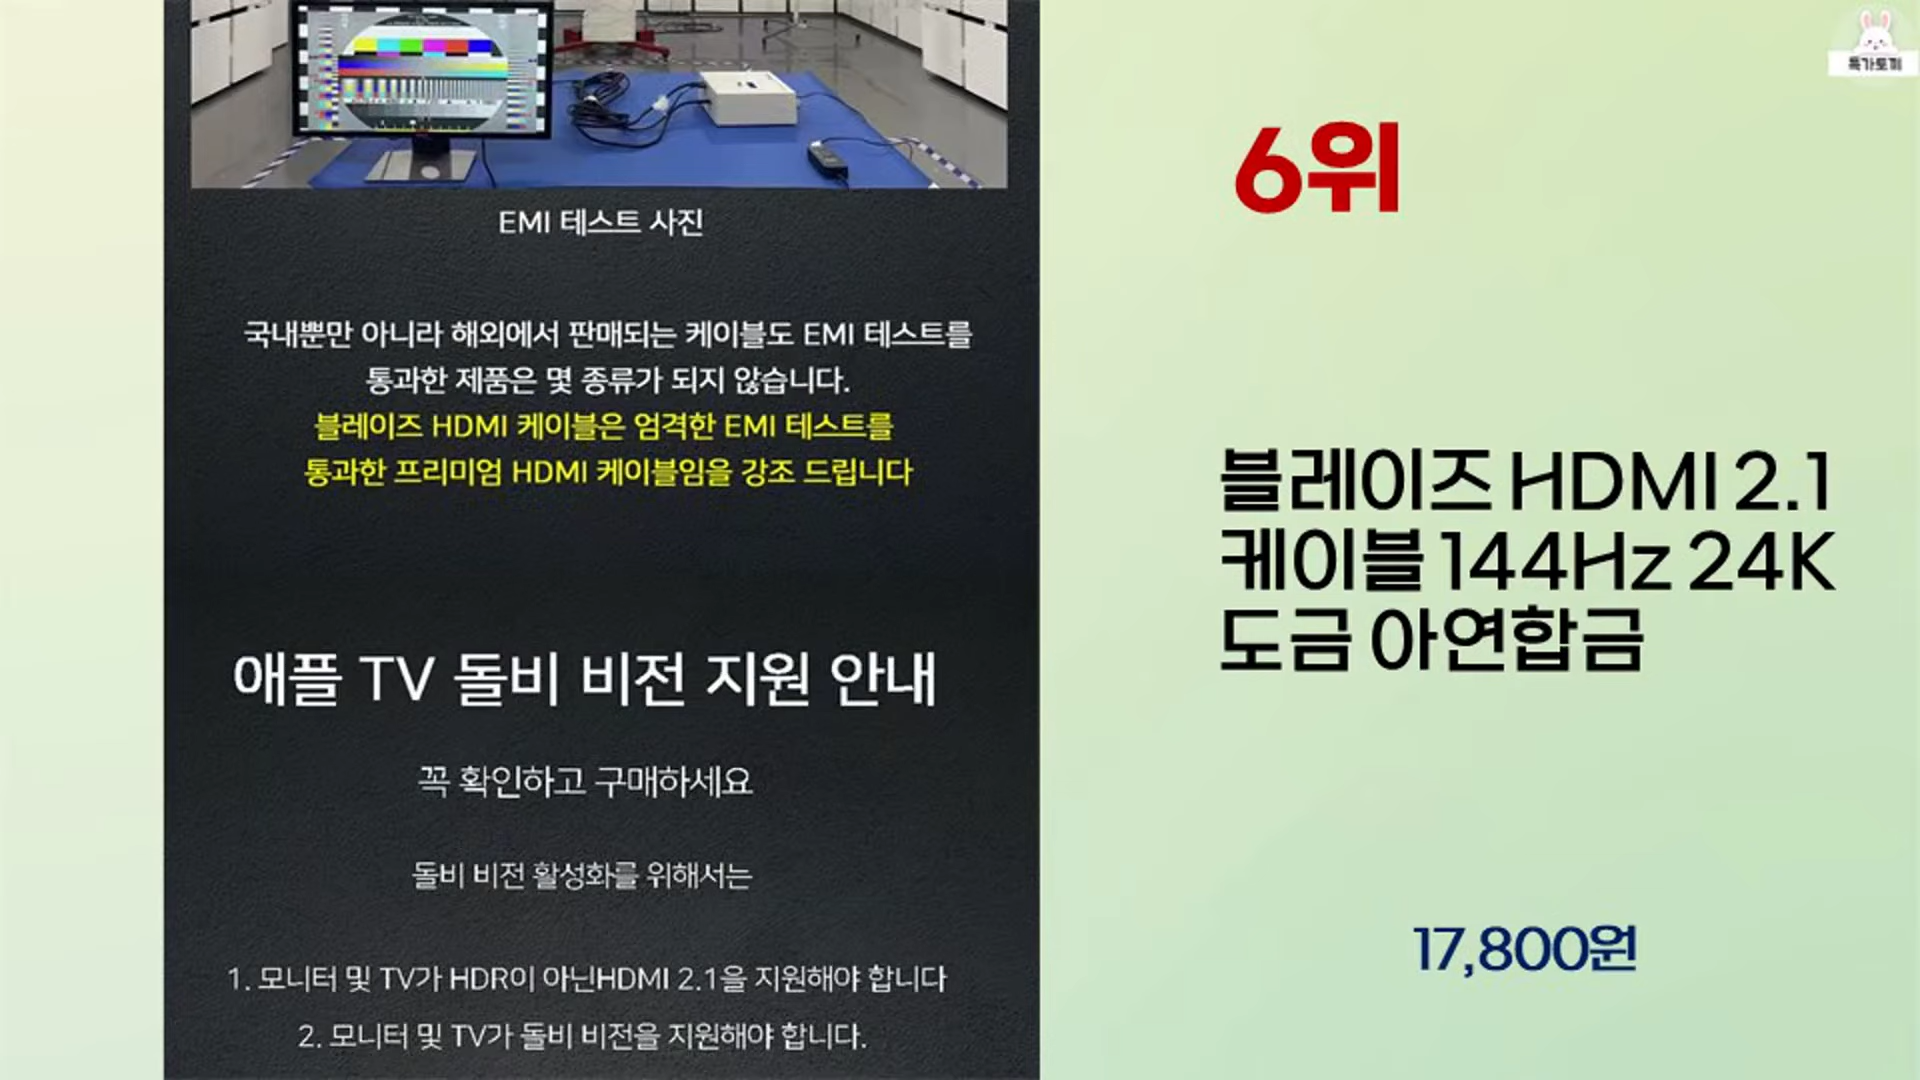 EMI 테스트 사진
국내뿐만 아니라 해외에서 판매되는 케이블도 EMI 테스트를
통과한 제품은 몇 종류가 되지 않습니다.
블레이즈 HDMI 케이블은 엄격한 EMI 테스트를
통과한 프리미엄 HDMI 케이블임을 강조 드립니다
애플 TV 돌비 비전 지원 안내
꼭 확인하고 구매하세요
돌비 비전 활성화를 위해서는
1. 모니터 및 TV가 HDR이 아닌HDMI 2.1을 지원해야 합니다
2. 모니터 및 TV가 돌비 비전을 지원해야 합니다.
특가토끼
6위
블레이즈 HDMI 2.1
케이블 144Hz 24K
도금 아연합금
17,800원